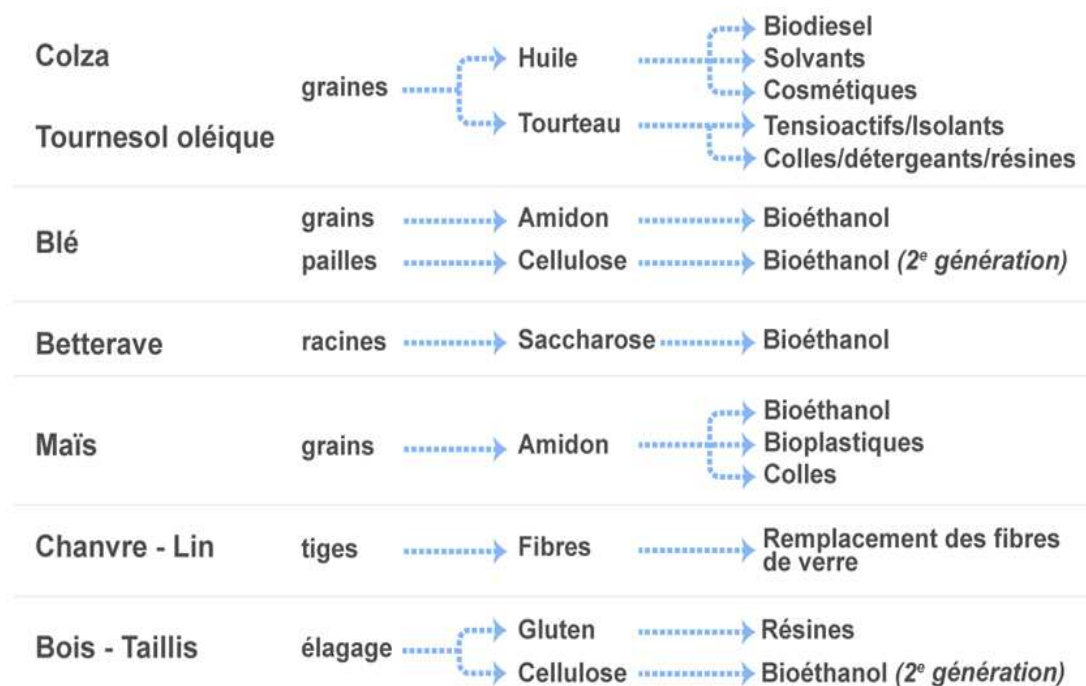 Colza
Tournesol oléique
graines
Huile
Tourteau
Biodiesel
Solvants
Cosmétiques
Tensioactifs/Isolants
Colles/détergeants/résines
Blé
grains
Amidon
Bioéthanol
pailles
Cellulose
Bioéthanol (2e génération)
Betterave
racines
Saccharose
Bioéthanol
Maïs
grains
Amidon
Bioéthanol
Bioplastiques
Colles
Chanvre - Lin
tiges
Fibres
Remplacement des fibres
de verre
Bois - Taillis
élagage
Gluten
Résines
Cellulose
Bioéthanol (2e génération)